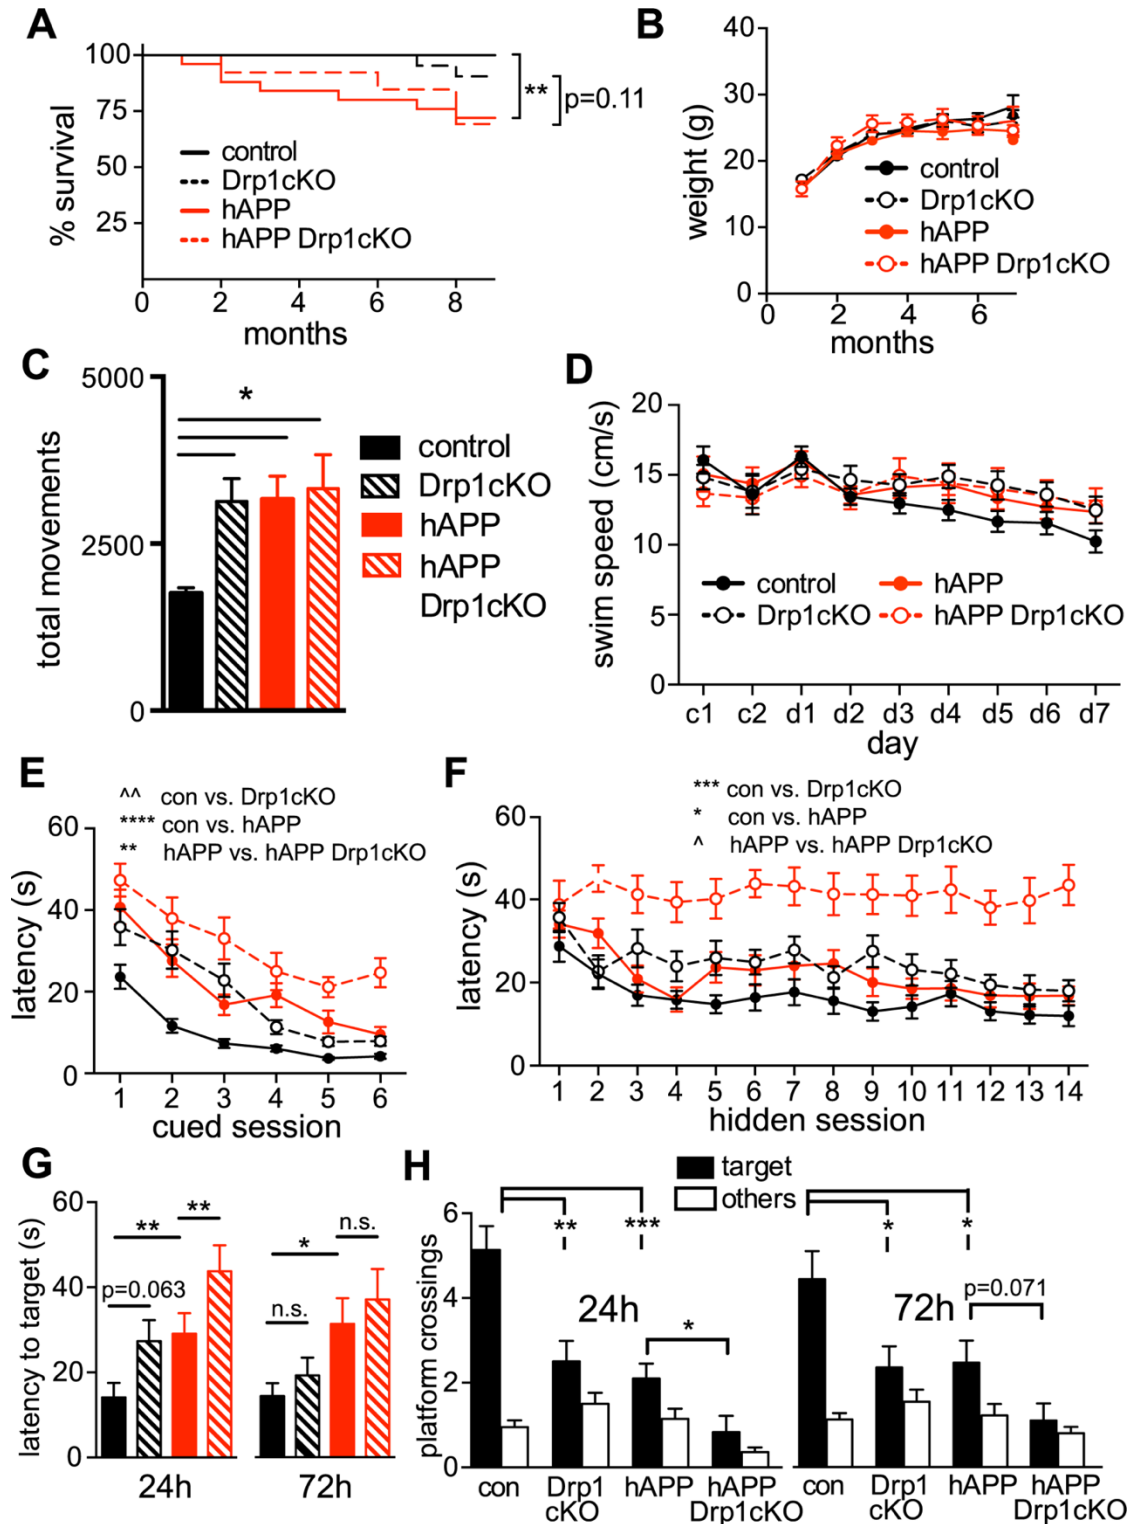 A
% survival
100
75
50
25
0
2
4
6
8
months
control
Drp1cKO
hAPP
hAPP Drp1cKO
**
p=0.11
B
weight (g)
40
30
20
10
0
0
2
4
6
months
control
Drp1cKO
hAPP
hAPP Drp1cKO
C
total movements
5000
2500
0
*
control
Drp1cKO
hAPP
hAPP
Drp1cKO
D
swim speed (cm/s)
20
15
10
5
0
control
hAPP
Drp1cKO
hAPP Drp1cKO
c1 c2 d1 d2 d3 d4 d5 d6 d7
day
E
^^ con vs. Drp1cKO
**** con vs. hAPP
** hAPP vs. hAPP Drp1cKO
latency (s)
60
40
20
0
1 2 3 4 5 6
cued session
F
*** con vs. Drp1cKO
* con vs. hAPP
^ hAPP vs. hAPP Drp1cKO
latency (s)
60
40
20
0
1 2 3 4 5 6 7 8 9 10 11 12 13 14
hidden session
G
latency to target (s)
60
40
20
0
** **
p=0.063
n.s.
*
n.s.
24h 72h
H
target
others
platform crossings
6
4
2
0
** ***
24h
*
* *
72h
p=0.071
con
Drp1
cKO
hAPP
hAPP
Drp1cKO
con
Drp1
cKO
hAPP
hAPP
Drp1cKO